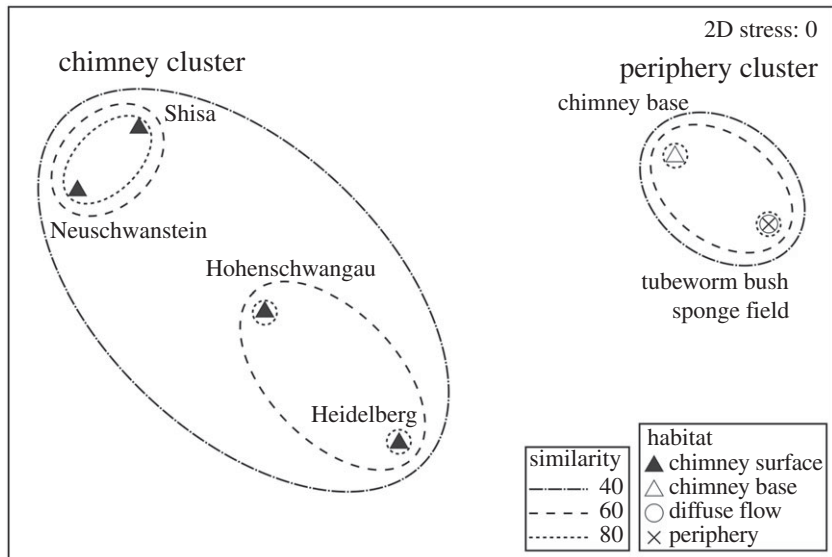 2D stress: 0
chimney cluster
periphery cluster
Shisa
chimney base
Neuschwanstein
Hohenschwangau
tubeworm bush
sponge field
Heidelberg
similarity
40
60
80
habitat
chimney surface
chimney base
diffuse flow
periphery